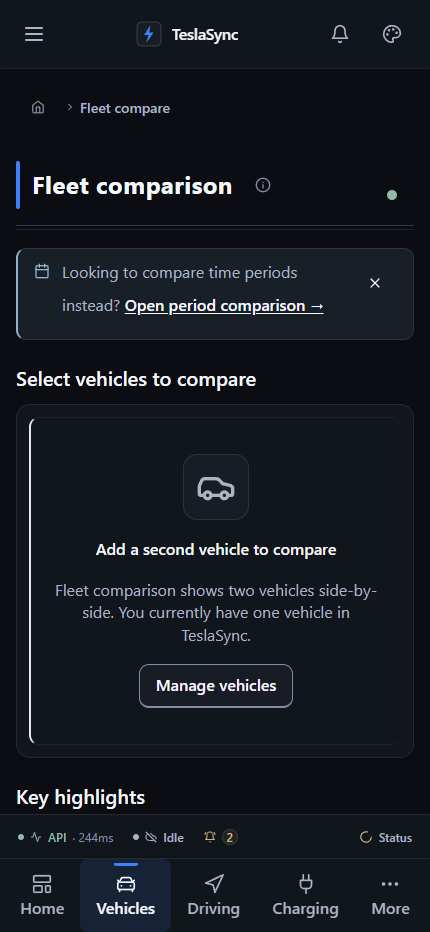 TeslaSync
Fleet compare
Fleet comparison
Looking to compare time periods
instead? Open period comparison →
Select vehicles to compare
Add a second vehicle to compare
Fleet comparison shows two vehicles side-by-
side. You currently have one vehicle in
TeslaSync.
Manage vehicles
Key highlights
API · 244ms Idle 2 Status
Home Vehicles Driving Charging More